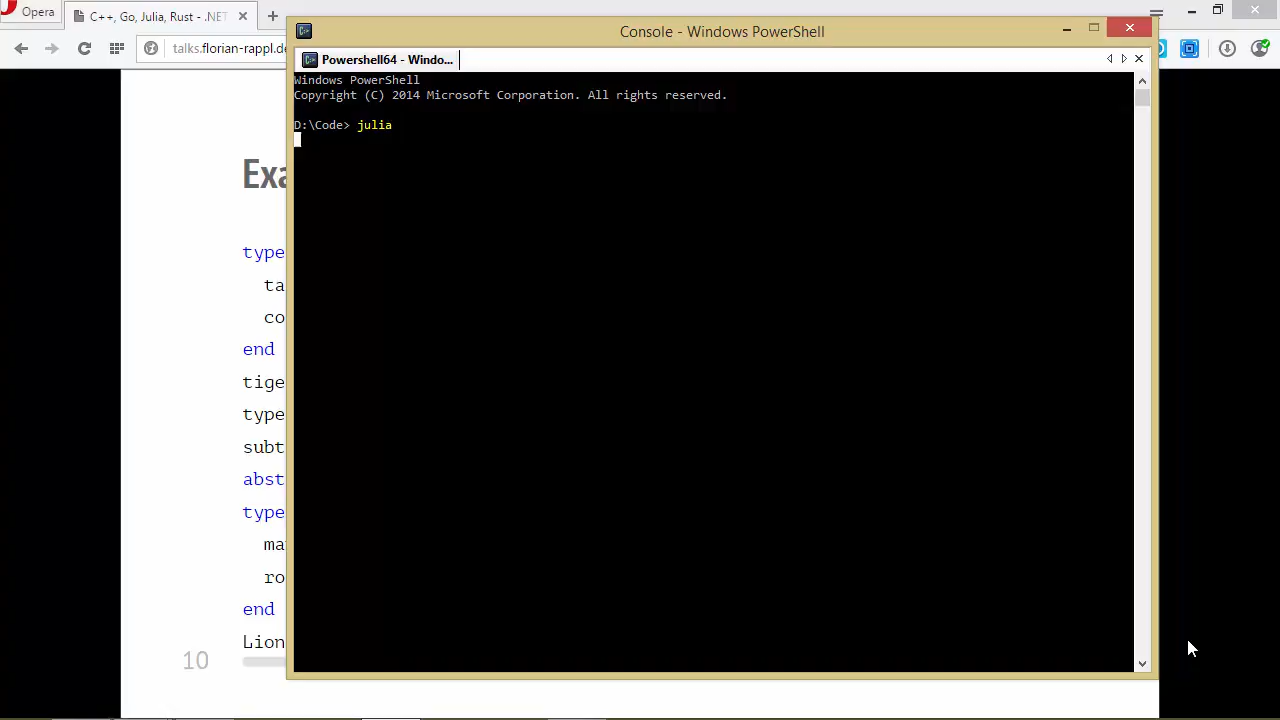 Opera
C++, Go, Julia, Rust - .NET
talks.florian-rappl.de
Console - Windows PowerShell
Powershell64 - Windo...
Windows PowerShell
Copyright (C) 2014 Microsoft Corporation. All rights reserved.
D:\Code> julia
Exa
type
ta
co
end
tige
type
subt
abst
type
ma
ro
end
Lion
10